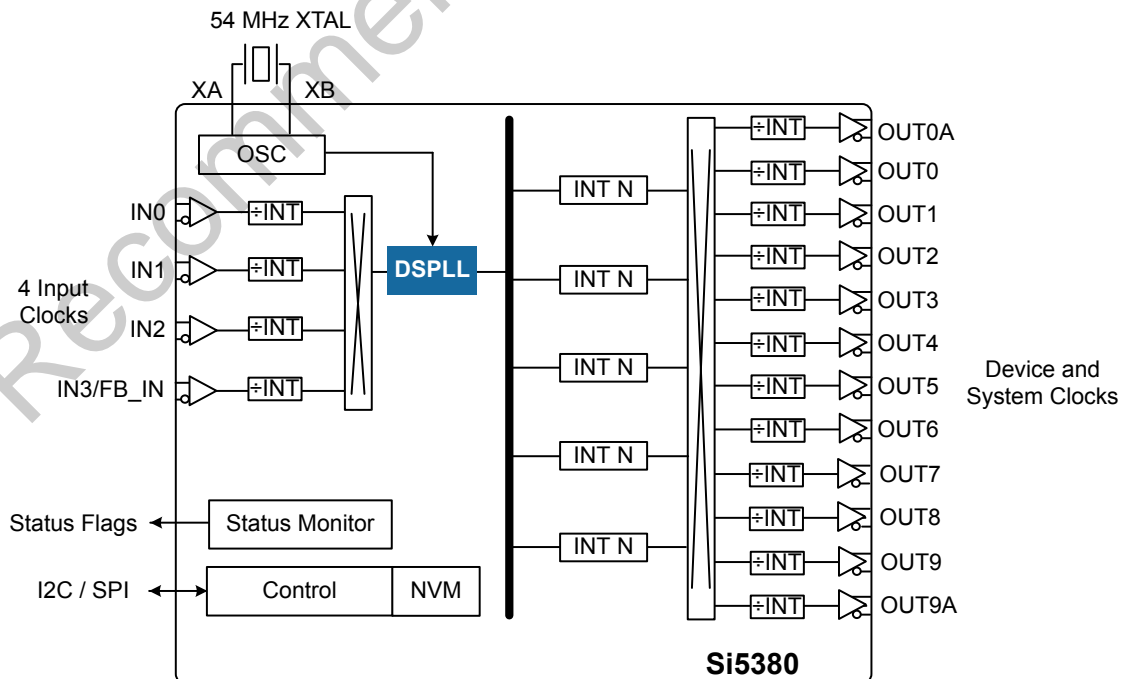 54 MHz XTAL
XA
XB
OSC
IN0
÷INT
IN1
÷INT
4 Input
Clocks
IN2
÷INT
IN3/FB_IN
÷INT
DSPLL
INT N
INT N
INT N
INT N
INT N
÷INT
OUT0A
÷INT
OUT0
÷INT
OUT1
÷INT
OUT2
÷INT
OUT3
÷INT
OUT4
÷INT
OUT5
÷INT
OUT6
÷INT
OUT7
÷INT
OUT8
÷INT
OUT9
÷INT
OUT9A
Device and
System Clocks
Status Flags
Status Monitor
I2C / SPI
Control
NVM
Si5380